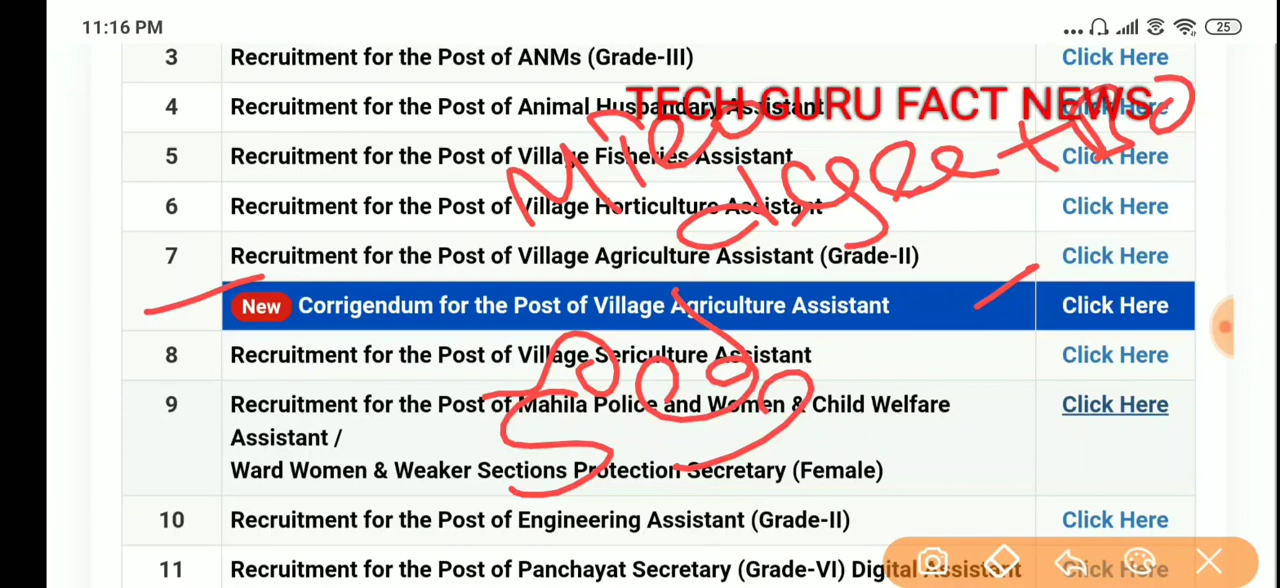 11:16 PM ... 25
3 Recruitment for the Post of ANMs (Grade-III) Click Here
TECH GURU FACT NEWS
4 Recruitment for the Post of Animal Husbandary Assistant Click Here
5 Recruitment for the Post of Village Fisheries Assistant Click Here
6 Recruitment for the Post of Village Horticulture Assistant Click Here
7 Recruitment for the Post of Village Agriculture Assistant (Grade-II) Click Here
New Corrigendum for the Post of Village Agriculture Assistant Click Here
8 Recruitment for the Post of Village Sericulture Assistant Click Here
9 Recruitment for the Post of Mahila Police and Women & Child Welfare Click Here
Assistant /
Ward Women & Weaker Sections Protection Secretary (Female)
10 Recruitment for the Post of Engineering Assistant (Grade-II) Click Here
11 Recruitment for the Post of Panchayat Secretary (Grade-VI) Digital Assistant Click Here